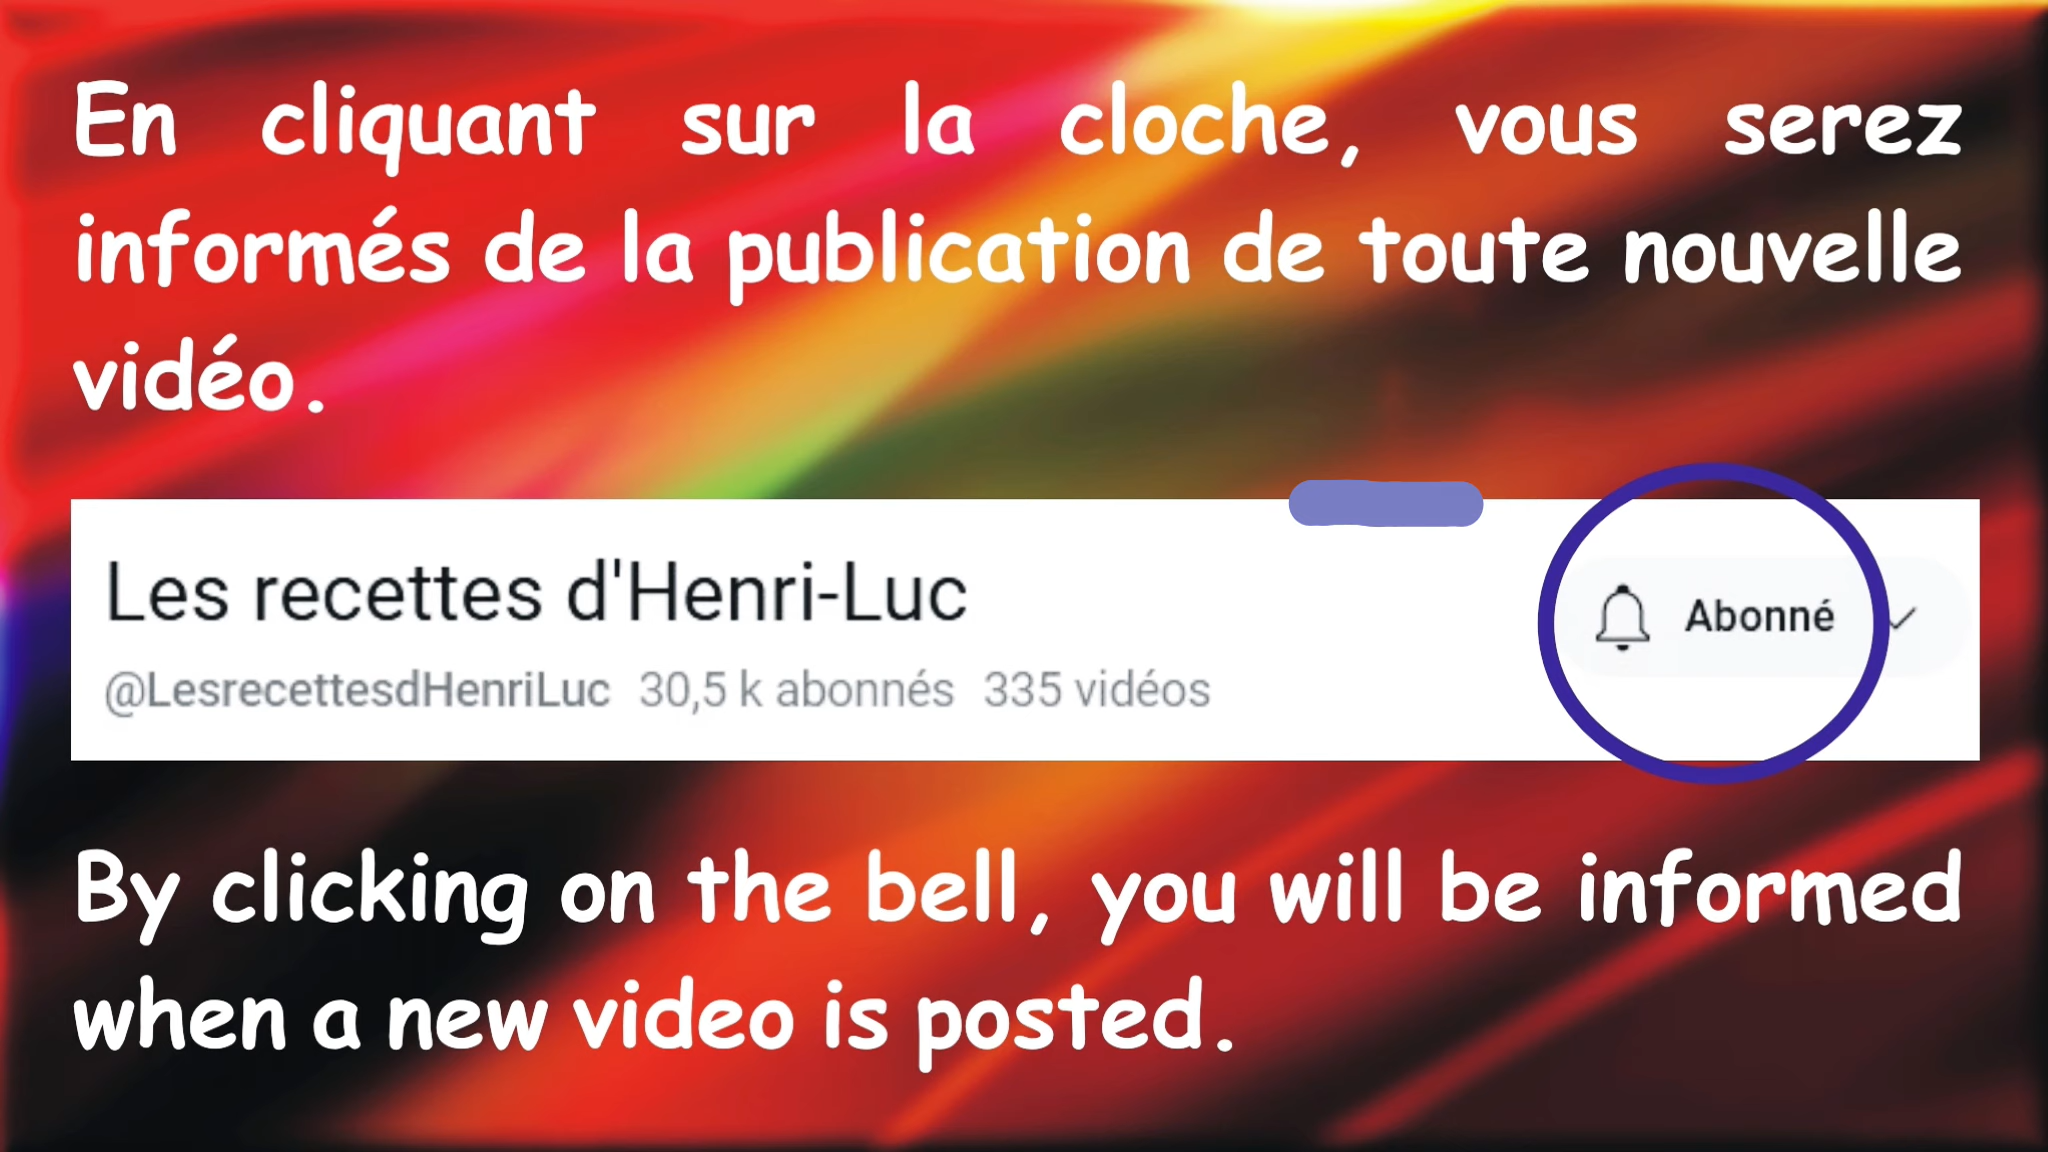 En cliquant sur la cloche, vous serez
informés de la publication de toute nouvelle
vidéo.
Les recettes d'Henri-Luc
Abonné
@LesrecettesdHenriLuc 30,5 k abonnés 335 vidéos
By clicking on the bell, you will be informed
when a new video is posted.